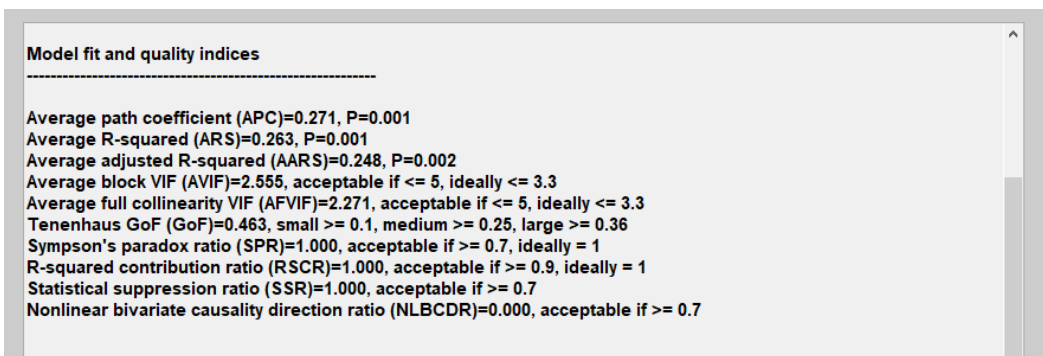 Model fit and quality indices
-----------------------------------------------------------
Average path coefficient (APC)=0.271, P=0.001
Average R-squared (ARS)=0.263, P=0.001
Average adjusted R-squared (AARS)=0.248, P=0.002
Average block VIF (AVIF)=2.555, acceptable if <= 5, ideally <= 3.3
Average full collinearity VIF (AFVIF)=2.271, acceptable if <= 5, ideally <= 3.3
Tenenhaus GoF (GoF)=0.463, small >= 0.1, medium >= 0.25, large >= 0.36
Sympson's paradox ratio (SPR)=1.000, acceptable if >= 0.7, ideally = 1
R-squared contribution ratio (RSCR)=1.000, acceptable if >= 0.9, ideally = 1
Statistical suppression ratio (SSR)=1.000, acceptable if >= 0.7
Nonlinear bivariate causality direction ratio (NLBCDR)=0.000, acceptable if >= 0.7